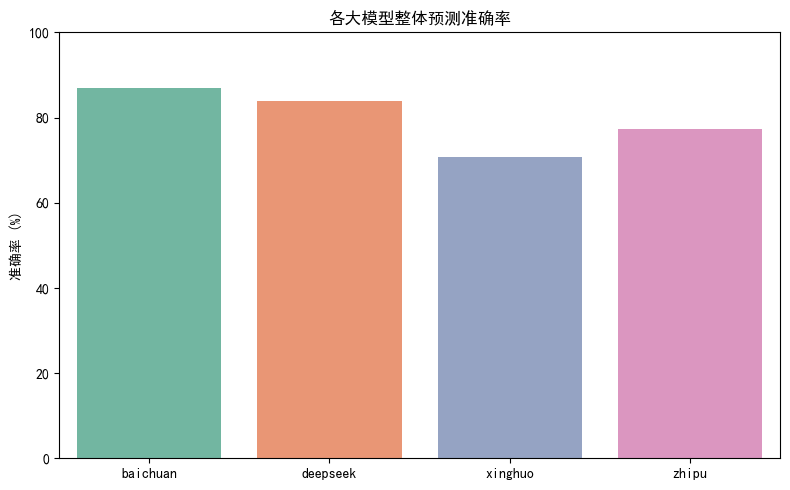 各大模型整体预测准确率
准确率 (%)
100
80
60
40
20
0
baichuan
deepseek
xinghuo
zhipu